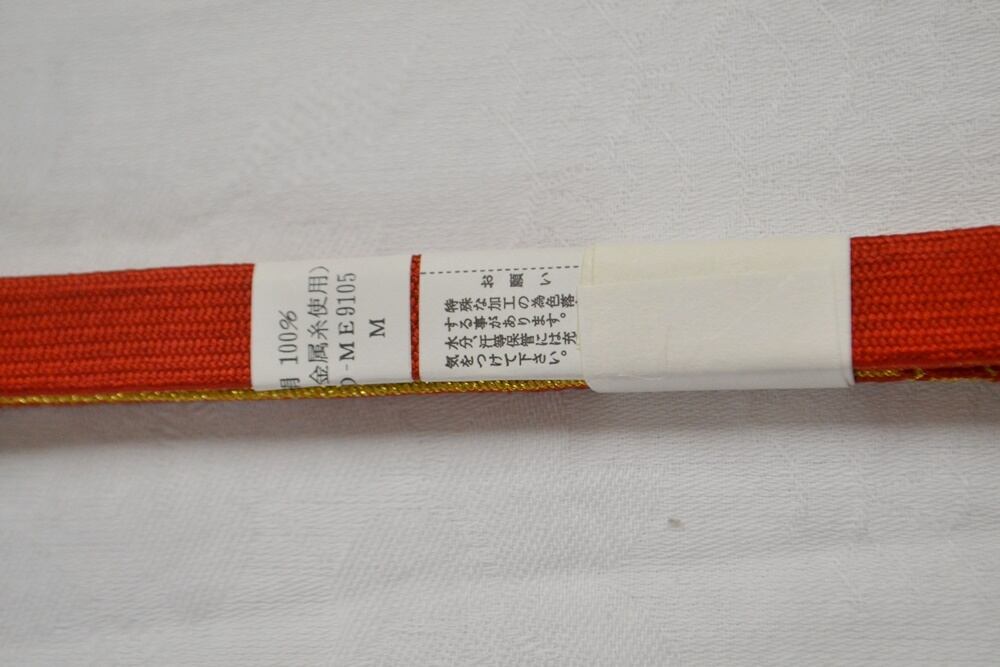 絹 100%
金属糸使用)
-ME9105
M
お願い
特殊な加工の為色落
する事があります。
水分、汗等保管には充
気をつけて下さい。